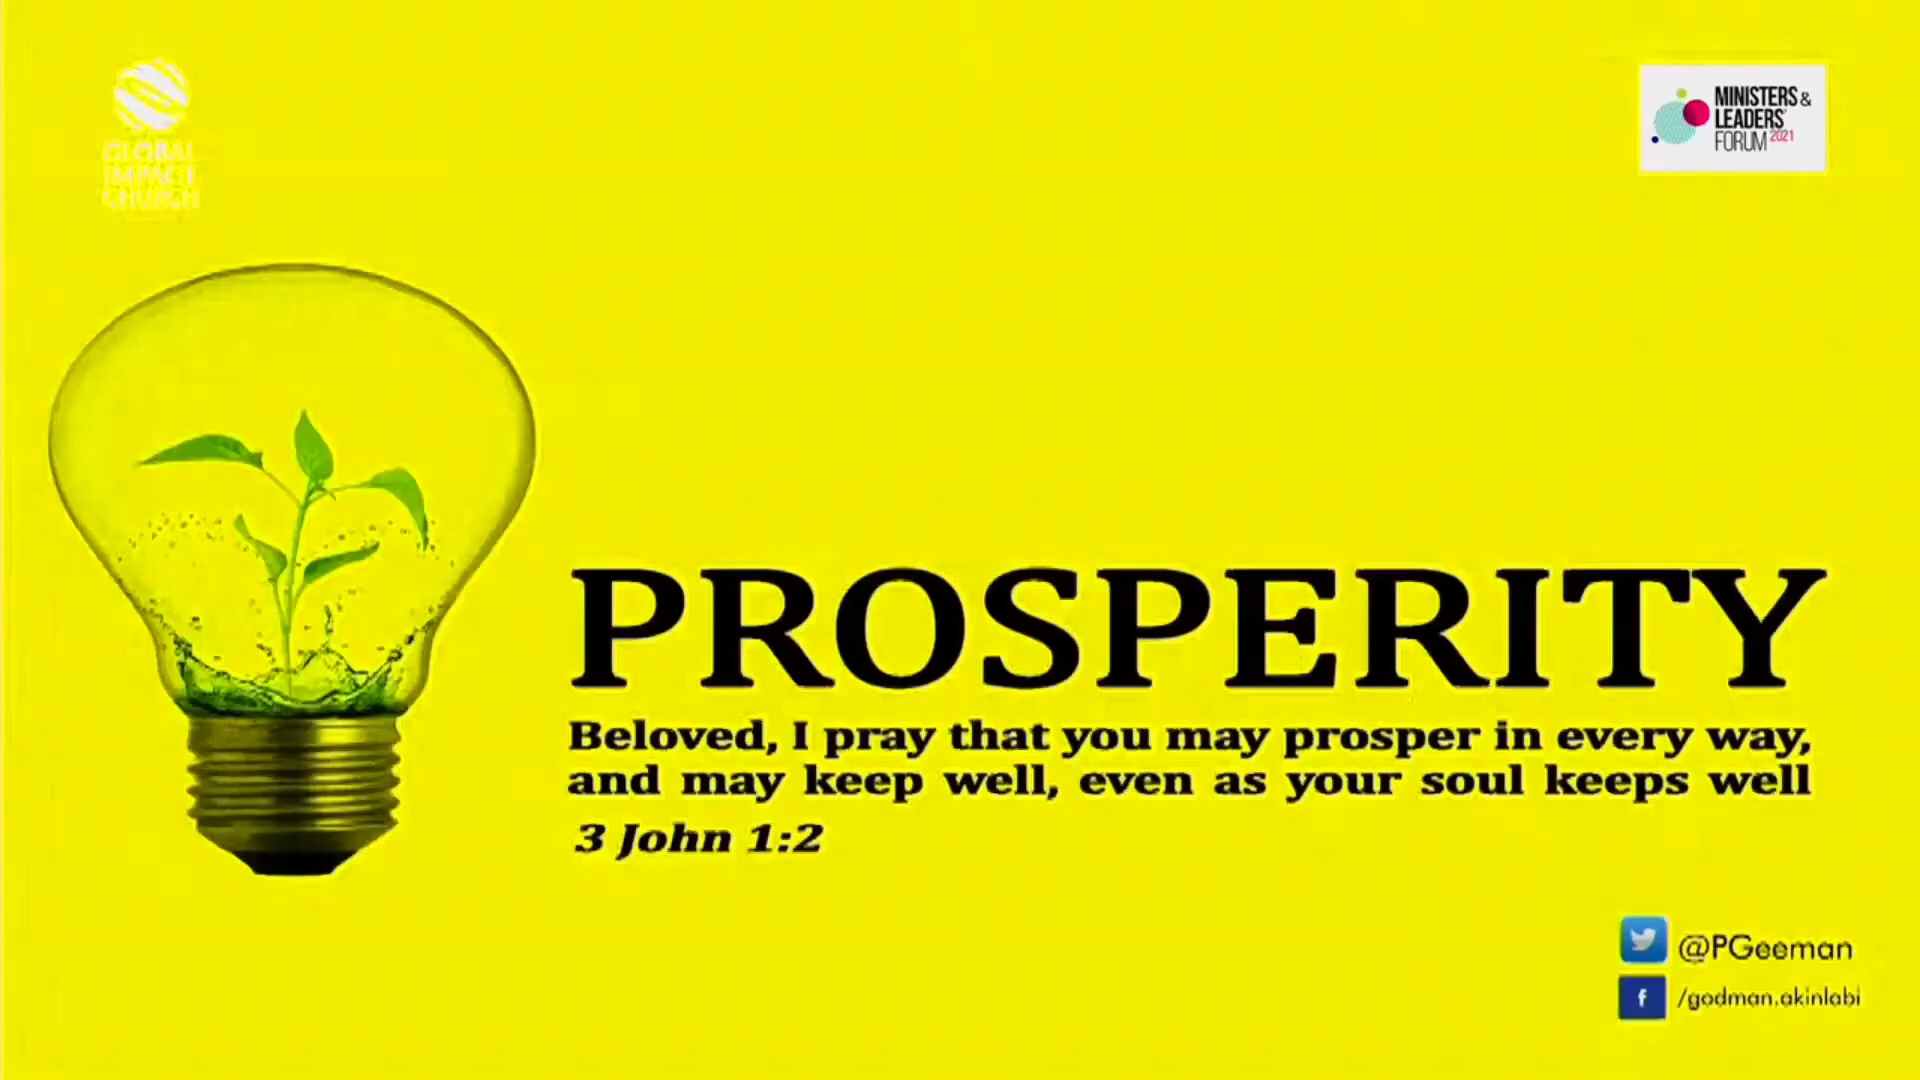 GLOBAL
IMPACT
CHURCH
MINISTERS &
LEADERS'
FORUM 2021
PROSPERITY
Beloved, I pray that you may prosper in every way,
and may keep well, even as your soul keeps well
3 John 1:2
@PGeeman
f
/godman.akinlabi